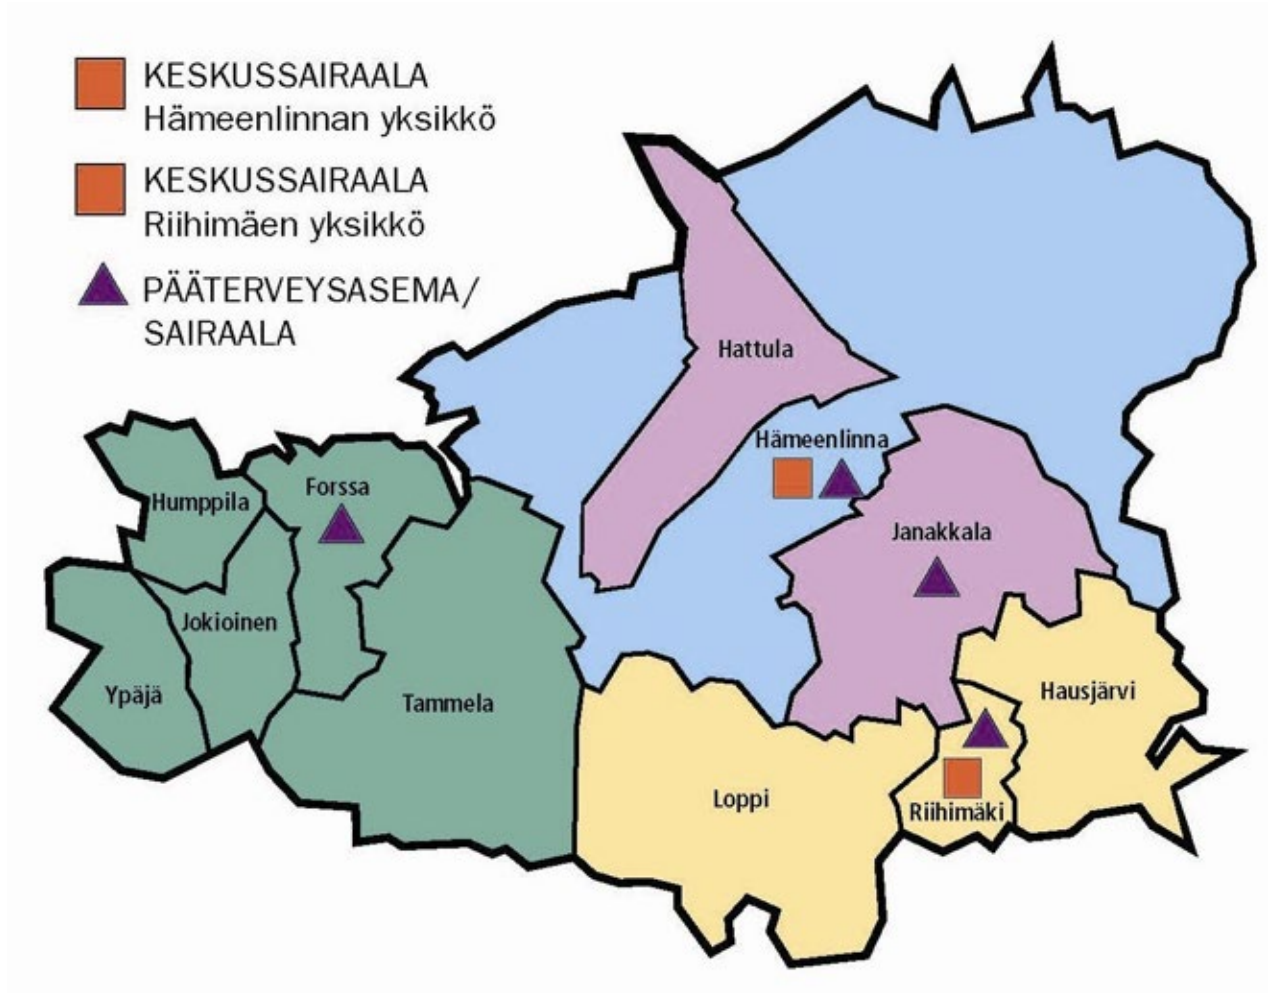 KESKUSSAIRAALA
Hämeenlinnan yksikkö
KESKUSSAIRAALA
Riihimäen yksikkö
PÄÄTERVEYSASEMA/
SAIRAALA
Hattula
Hämeenlinna
Forssa
Humppila
Janakkala
Jokioinen
Hausjärvi
Ypäjä
Tammela
Loppi
Riihimäki